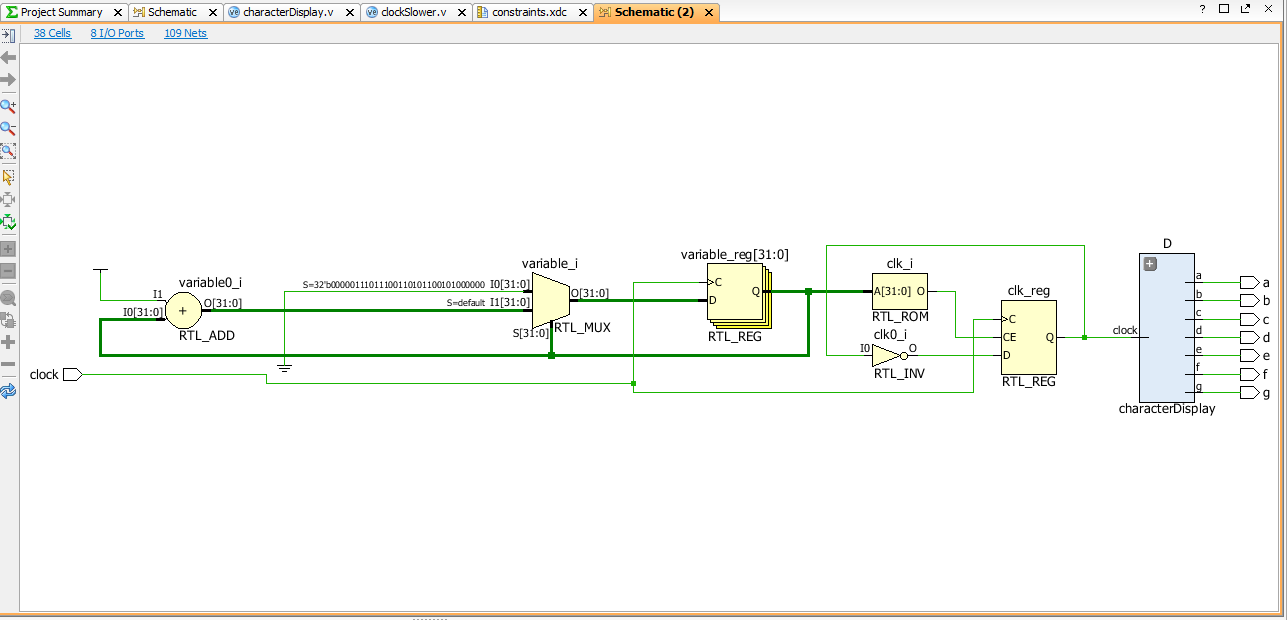 Project Summary
Schematic
characterDisplay.v
clockSlower.v
constraints.xdc
Schematic (2)
38 Cells
8 I/O Ports
109 Nets
variable0_i
I1
I0[31:0]
+
O[31:0]
RTL_ADD
variable_i
S=32'b00000111011100110101100101000000
I0[31:0]
S=default
I1[31:0]
O[31:0]
S[31:0]
RTL_MUX
variable_reg[31:0]
C
D
Q
RTL_REG
clk_i
A[31:0]
O
RTL_ROM
clk0_i
I0
O
RTL_INV
clk_reg
C
CE
D
Q
RTL_REG
clock
D
clock
a
b
c
d
e
f
g
characterDisplay
a
b
c
d
e
f
g